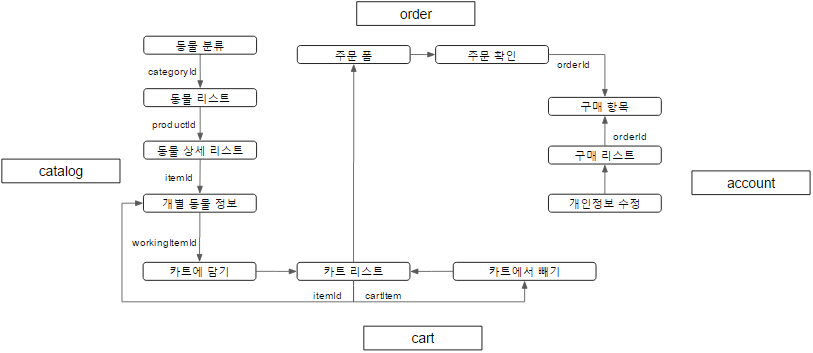 order
동물 분류
주문 폼
주문 확인
categoryId
orderId
동물 리스트
구매 항목
productId
orderId
동물 상세 리스트
구매 리스트
catalog
itemId
account
개별 동물 정보
개인정보 수정
workingItemId
카트에 담기
카트 리스트
카트에서 빼기
itemId
cartItem
cart